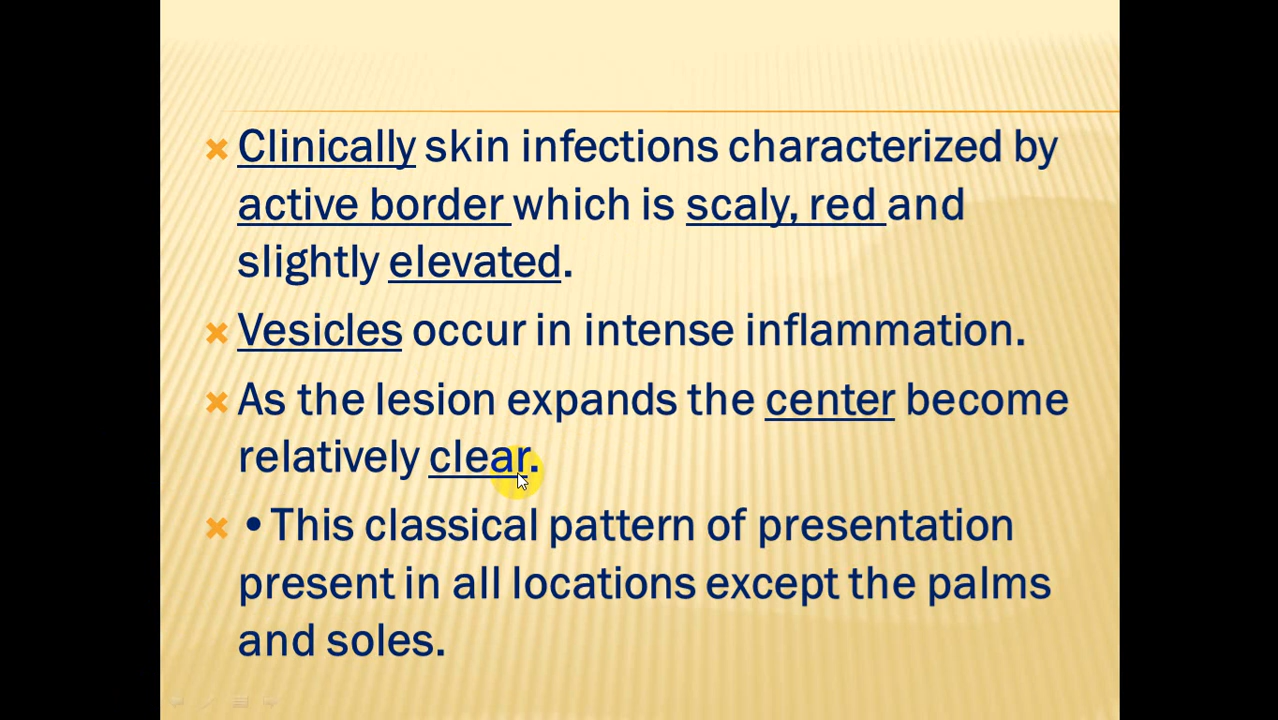 Clinically skin infections characterized by
active border which is scaly, red and
slightly elevated.
Vesicles occur in intense inflammation.
As the lesion expands the center become
relatively clear.
•This classical pattern of presentation
present in all locations except the palms
and soles.